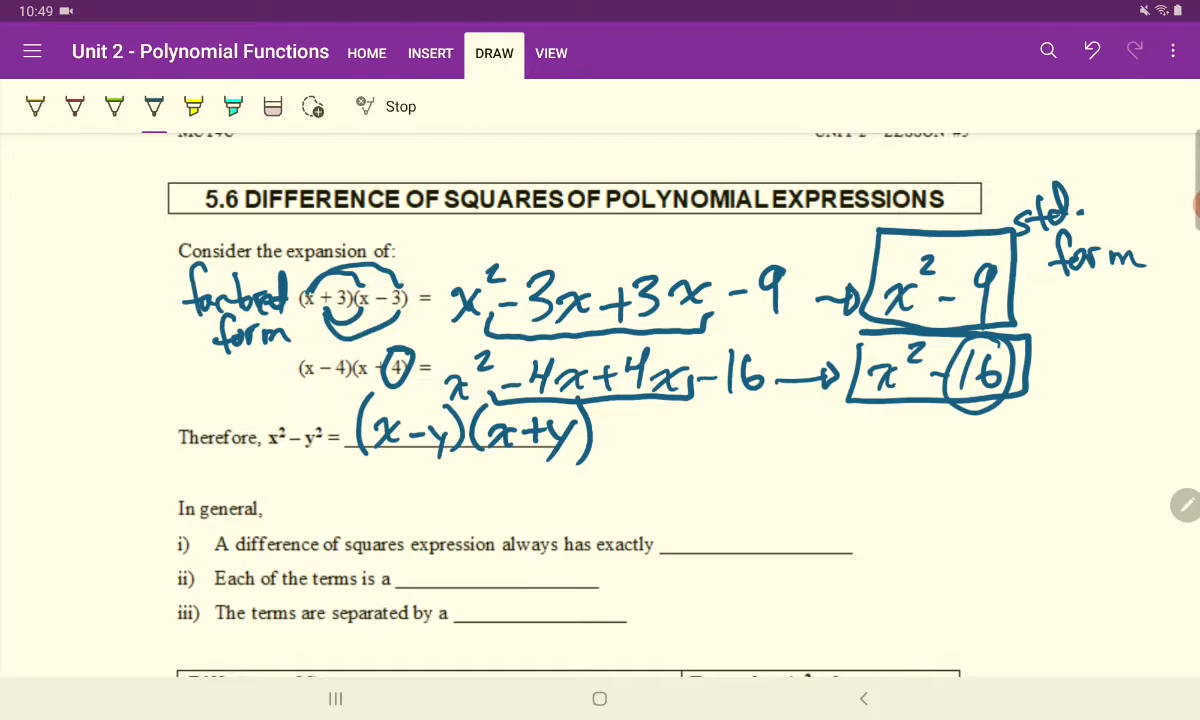 10:49
Unit 2 - Polynomial Functions HOME INSERT DRAW VIEW
Stop
5.6 DIFFERENCE OF SQUARES OF POLYNOMIAL EXPRESSIONS
std. form
Consider the expansion of:
factored form
(x + 3)(x – 3) = x² - 3x + 3x - 9 → x² - 9
(x – 4)(x + 4) = x² - 4x + 4x - 16 → x² - 16
Therefore, x² – y² = (x - y)(x + y)
In general,
i) A difference of squares expression always has exactly
ii) Each of the terms is a
iii) The terms are separated by a